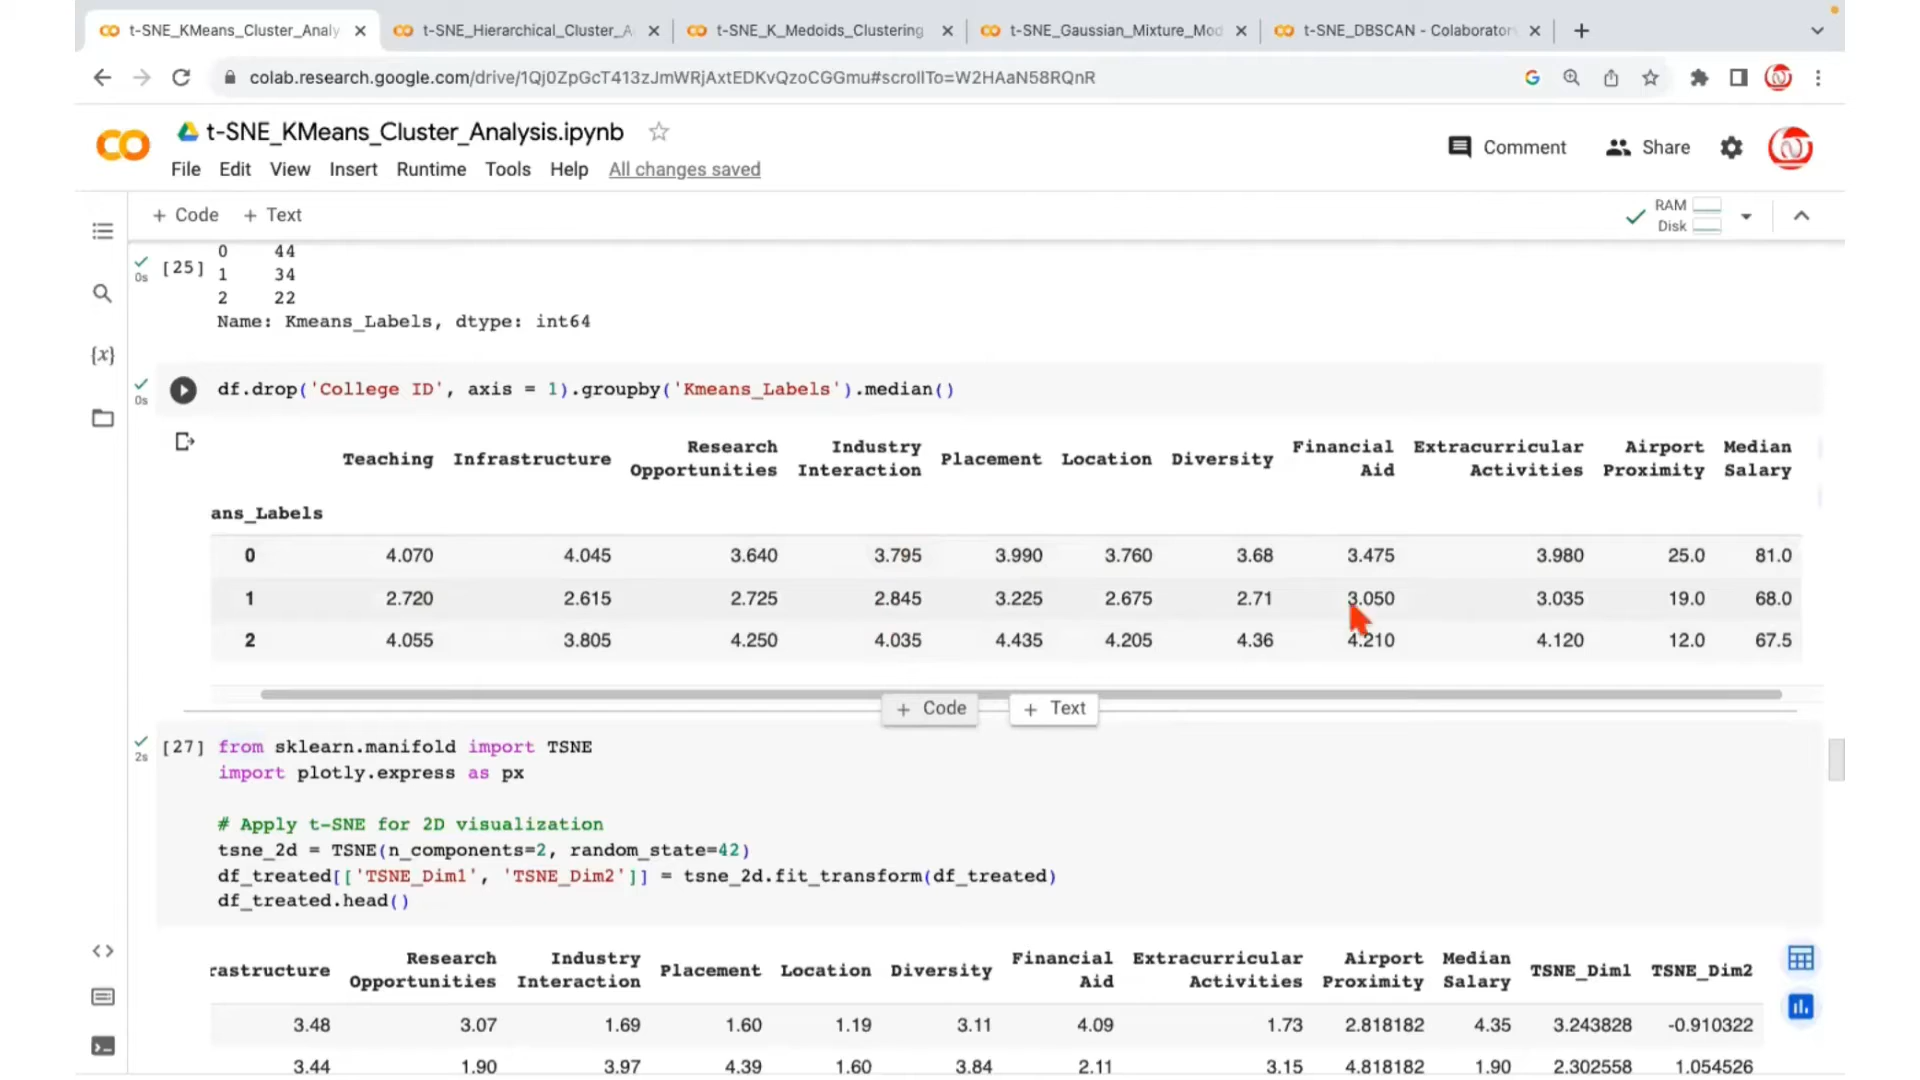 t-SNE_KMeans_Cluster_Analy
t-SNE_Hierarchical_Cluster_A
t-SNE_K_Medoids_Clustering
t-SNE_Gaussian_Mixture_Mod
t-SNE_DBSCAN - Colaborator
colab.research.google.com/drive/1Qj0ZpGcT413zJmWRjAxtEDKvQzoCGGmu#scrollTo=W2HAaN58RQnR
CO t-SNE_KMeans_Cluster_Analysis.ipynb
Comment Share
File Edit View Insert Runtime Tools Help All changes saved
+ Code + Text
RAM
Disk
0 44
[25] 1 34
0s
2 22
Name: Kmeans_Labels, dtype: int64
0s df.drop('College ID', axis = 1).groupby('Kmeans_Labels').median()
Teaching Infrastructure Research Opportunities Industry Interaction Placement Location Diversity Financial Aid Extracurricular Activities Airport Proximity Median Salary
ans_Labels
0 4.070 4.045 3.640 3.795 3.990 3.760 3.68 3.475 3.980 25.0 81.0
1 2.720 2.615 2.725 2.845 3.225 2.675 2.71 3.050 3.035 19.0 68.0
2 4.055 3.805 4.250 4.035 4.435 4.205 4.36 4.210 4.120 12.0 67.5
+ Code + Text
[27] from sklearn.manifold import TSNE
2s
import plotly.express as px
# Apply t-SNE for 2D visualization
tsne_2d = TSNE(n_components=2, random_state=42)
df_treated[['TSNE_Dim1', 'TSNE_Dim2']] = tsne_2d.fit_transform(df_treated)
df_treated.head()
rastructure Research Opportunities Industry Interaction Placement Location Diversity Financial Aid Extracurricular Activities Airport Proximity Median Salary TSNE_Dim1 TSNE_Dim2
3.48 3.07 1.69 1.60 1.19 3.11 4.09 1.73 2.818182 4.35 3.243828 -0.910322
3.44 1.90 3.97 4.39 1.60 3.84 2.11 3.15 4.818182 1.90 2.302558 1.054526